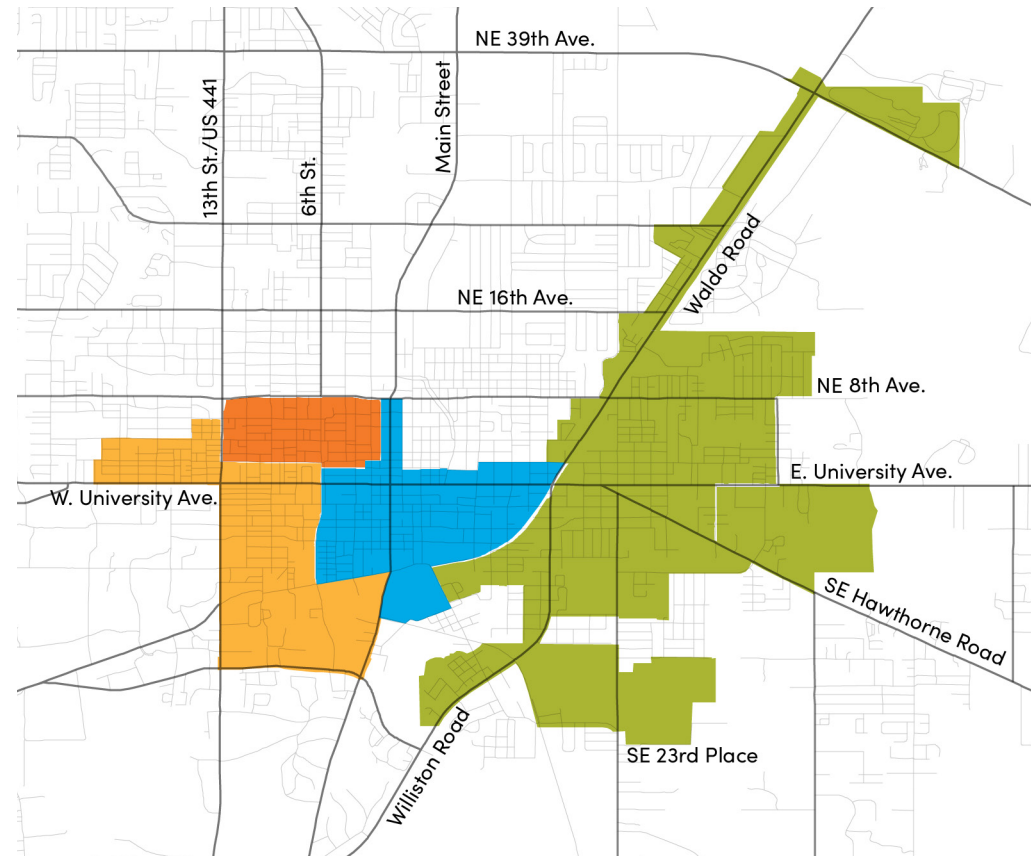 NE 39th Ave.
13th St./US 441
6th St.
Main Street
Waldo Road
NE 16th Ave.
NE 8th Ave.
E. University Ave.
W. University Ave.
SE Hawthorne Road
Williston Road
SE 23rd Place